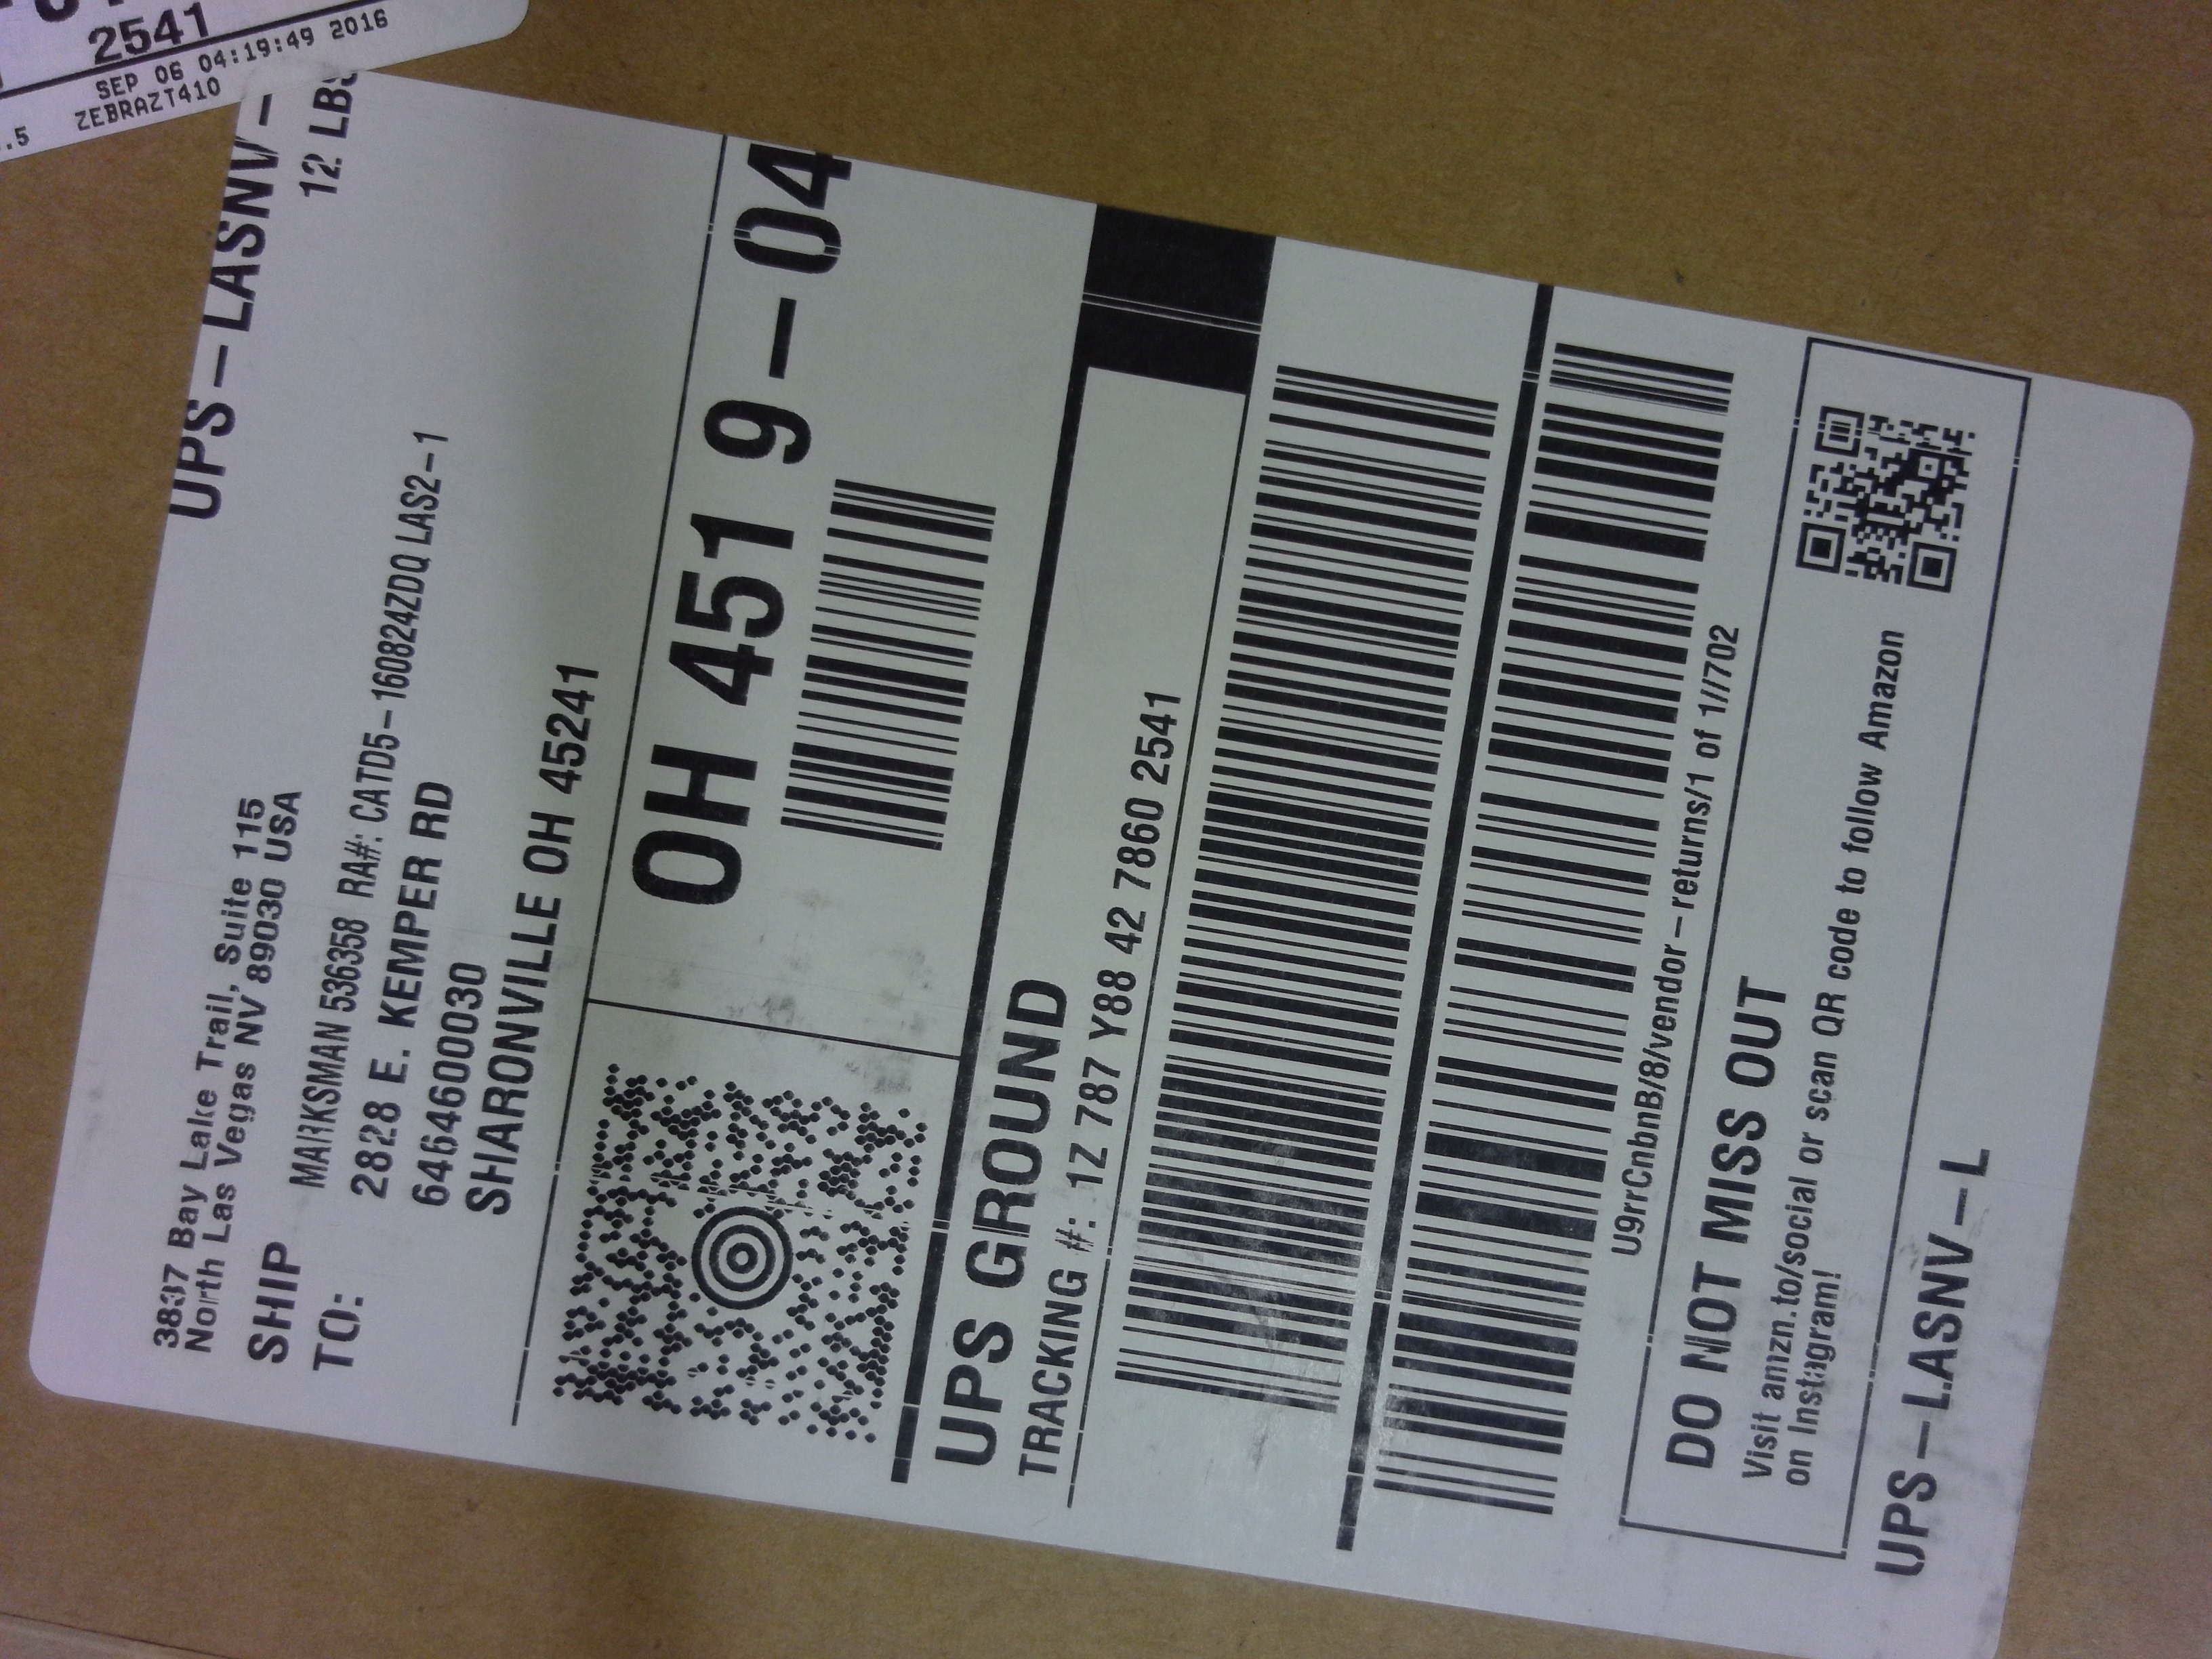 2541
SEP 06 04:19:49 2016
.5 ZEBRAZT410
UPS-LASNV-
12 LBS
3837 Bay Lake Trail, Suite 115
North Las Vegas NV 89030 USA
SHIP
TO:
MARKSMAN 536358 RA#: CATD5-160824ZDQ LAS2-1
2828 E. KEMPER RD
6464600030
SHARONVILLE OH 45241
OH 451 9-04
UPS GROUND
TRACKING #: 1Z 787 Y88 42 7860 2541
U9rrCnbnB/8/vendor-returns/1 of 1//702
DO NOT MISS OUT
Visit amzn.to/social or scan QR code to follow Amazon
on Instagram!
UPS-LASNV-L